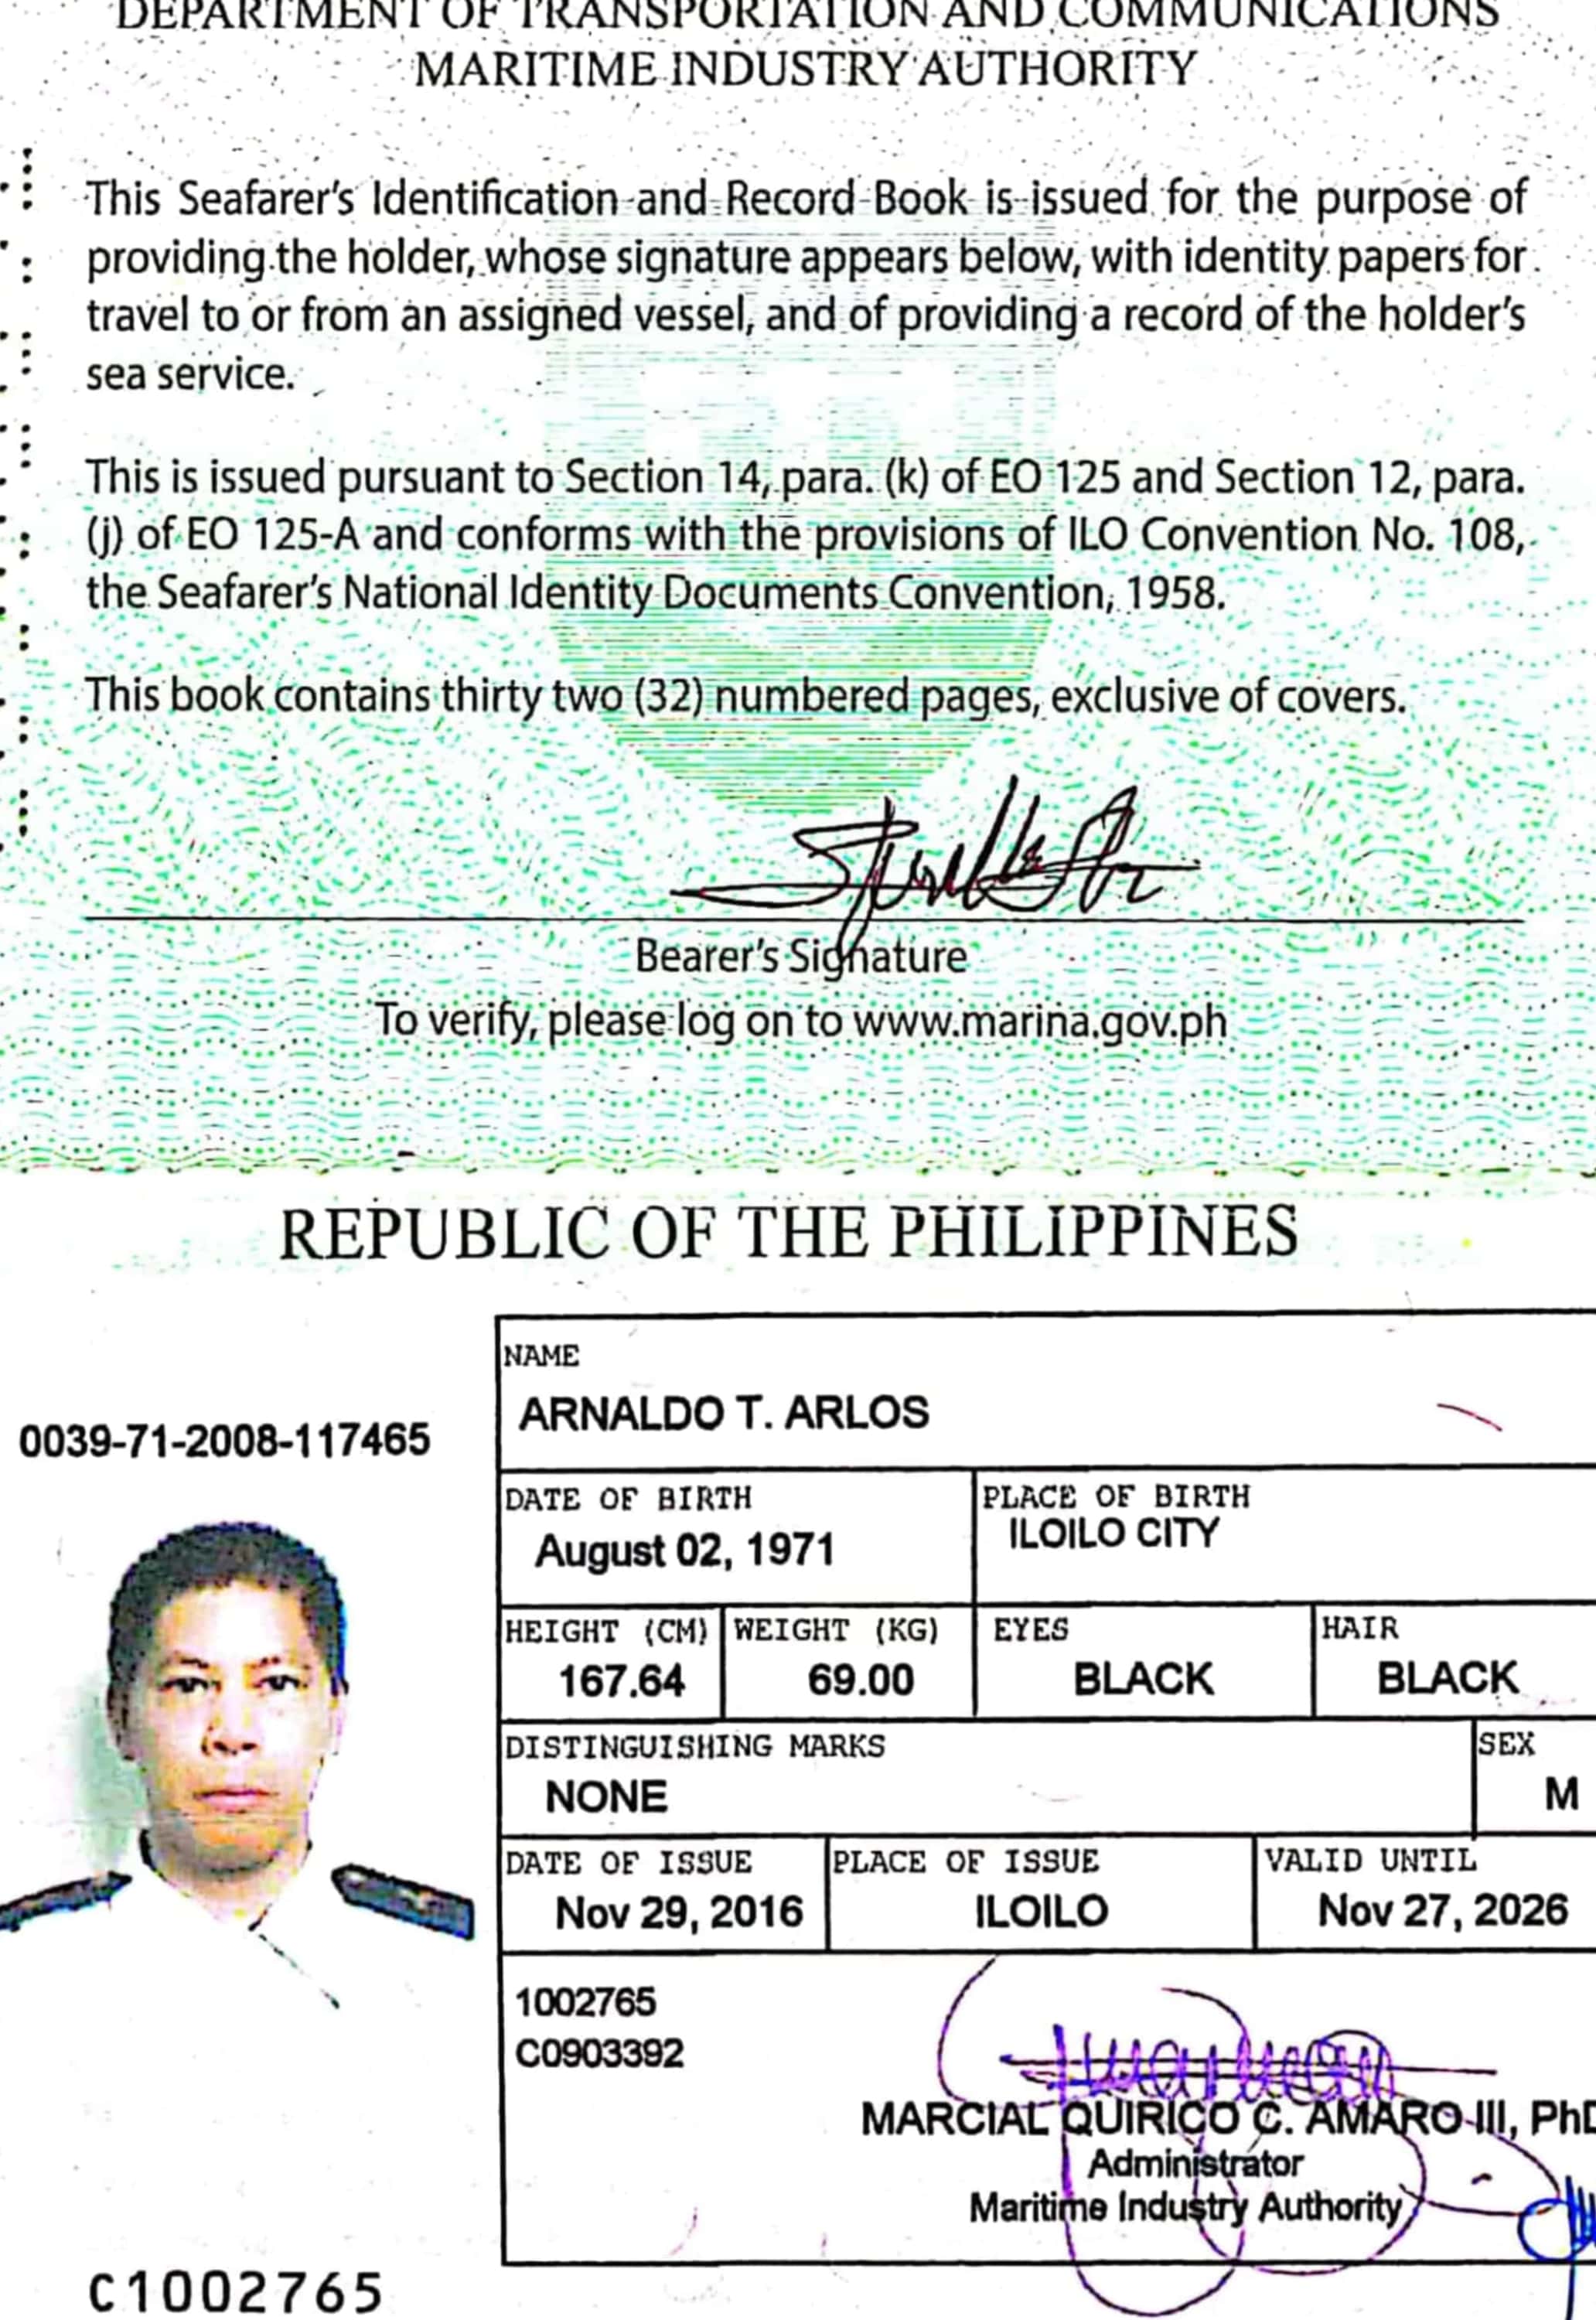 DEPARTMENT OF TRANSPORTATION AND COMMUNICATIONS
MARITIME INDUSTRY AUTHORITY
This Seafarer's Identification and Record Book is issued for the purpose of
providing the holder, whose signature appears below, with identity papers for
travel to or from an assigned vessel, and of providing a record of the holder's
sea service.
This is issued pursuant to Section 14, para. (k) of EO 125 and Section 12, para.
(j) of EO 125-A and conforms with the provisions of ILO Convention No. 108,
the Seafarer's National Identity Documents Convention, 1958.
This book contains thirty two (32) numbered pages, exclusive of covers.
Bearer's Signature
To verify, please log on to www.marina.gov.ph
REPUBLIC OF THE PHILIPPINES
0039-71-2008-117465
NAME
ARNALDO T. ARLOS
DATE OF BIRTH PLACE OF BIRTH
August 02, 1971 ILOILO CITY
HEIGHT (CM) WEIGHT (KG) EYES HAIR
167.64 69.00 BLACK BLACK
DISTINGUISHING MARKS SEX
NONE M
DATE OF ISSUE PLACE OF ISSUE VALID UNTIL
Nov 29, 2016 ILOILO Nov 27, 2026
1002765
C0903392
MARCIAL QUIRICO C. AMARO III, PhD
Administrator
Maritime Industry Authority
C1002765